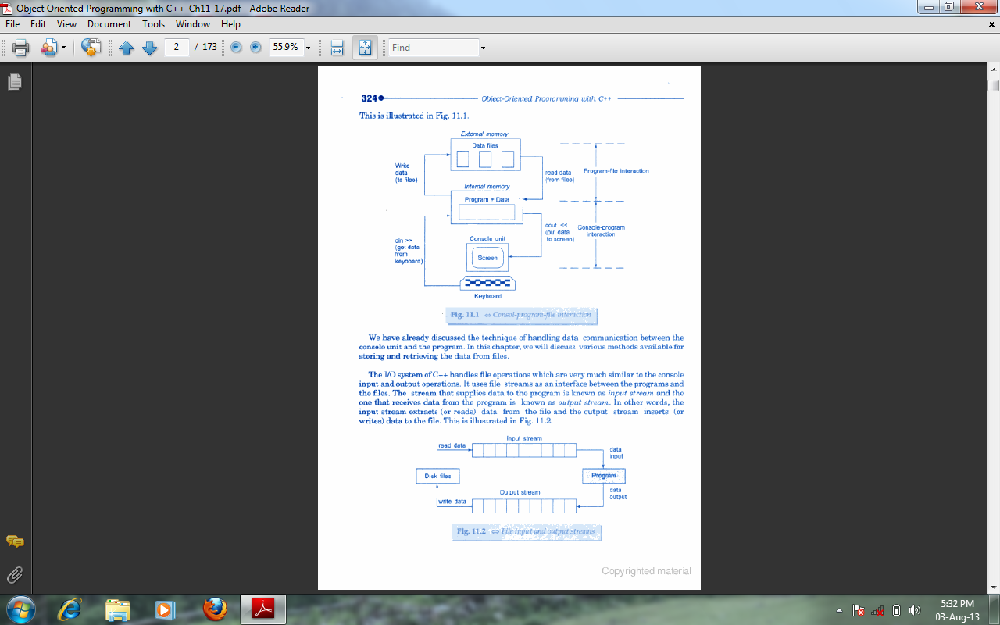 Object Oriented Programming with C++_Ch11_17.pdf - Adobe Reader
File Edit View Document Tools Window Help
2 / 173 55.9% Find
324 Object-Oriented Programming with C++
This is illustrated in Fig. 11.1.
External memory
Data files
Write
data
(to files)
read data
(from files)
Program-file interaction
Internal memory
Program + Data
cout <<
(put data
to screen)
Console-program
interaction
cin >>
(get data
from
keyboard)
Console unit
Screen
Keyboard
Fig. 11.1 ⇔ Consol-program-file interaction
We have already discussed the technique of handling data communication between the
console unit and the program. In this chapter, we will discuss various methods available for
storing and retrieving the data from files.
The I/O system of C++ handles file operations which are very much similar to the console
input and output operations. It uses file streams as an interface between the programs and
the files. The stream that supplies data to the program is known as input stream and the
one that receives data from the program is known as output stream. In other words, the
input stream extracts (or reads) data from the file and the output stream inserts (or
writes) data to the file. This is illustrated in Fig. 11.2.
Input stream
read data
data
input
Disk files
Program
Output stream
write data
data
output
Fig. 11.2 ⇔ File input and output streams
Copyrighted material
5:32 PM
03-Aug-13